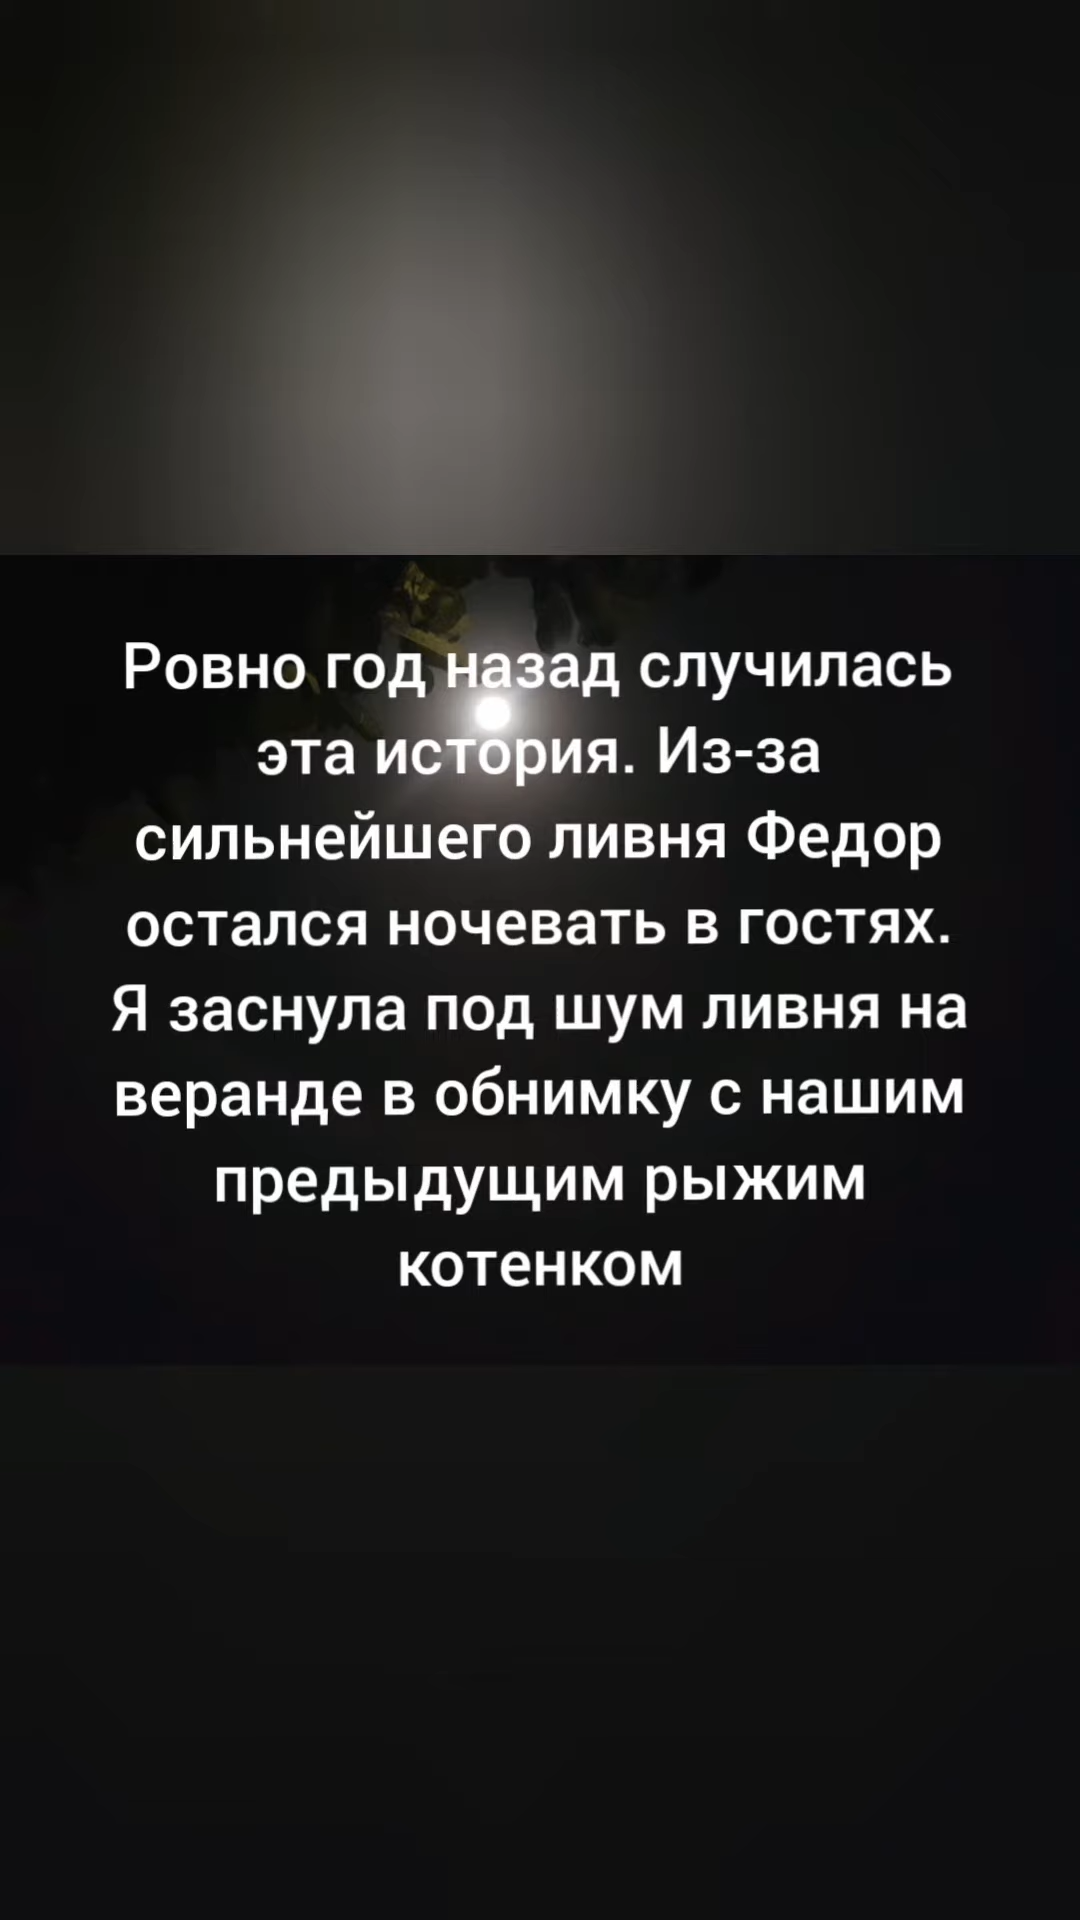 Ровно год назад случилась
эта история. Из-за
сильнейшего ливня Федор
остался ночевать в гостях.
Я заснула под шум ливня на
веранде в обнимку с нашим
предыдущим рыжим
котенком